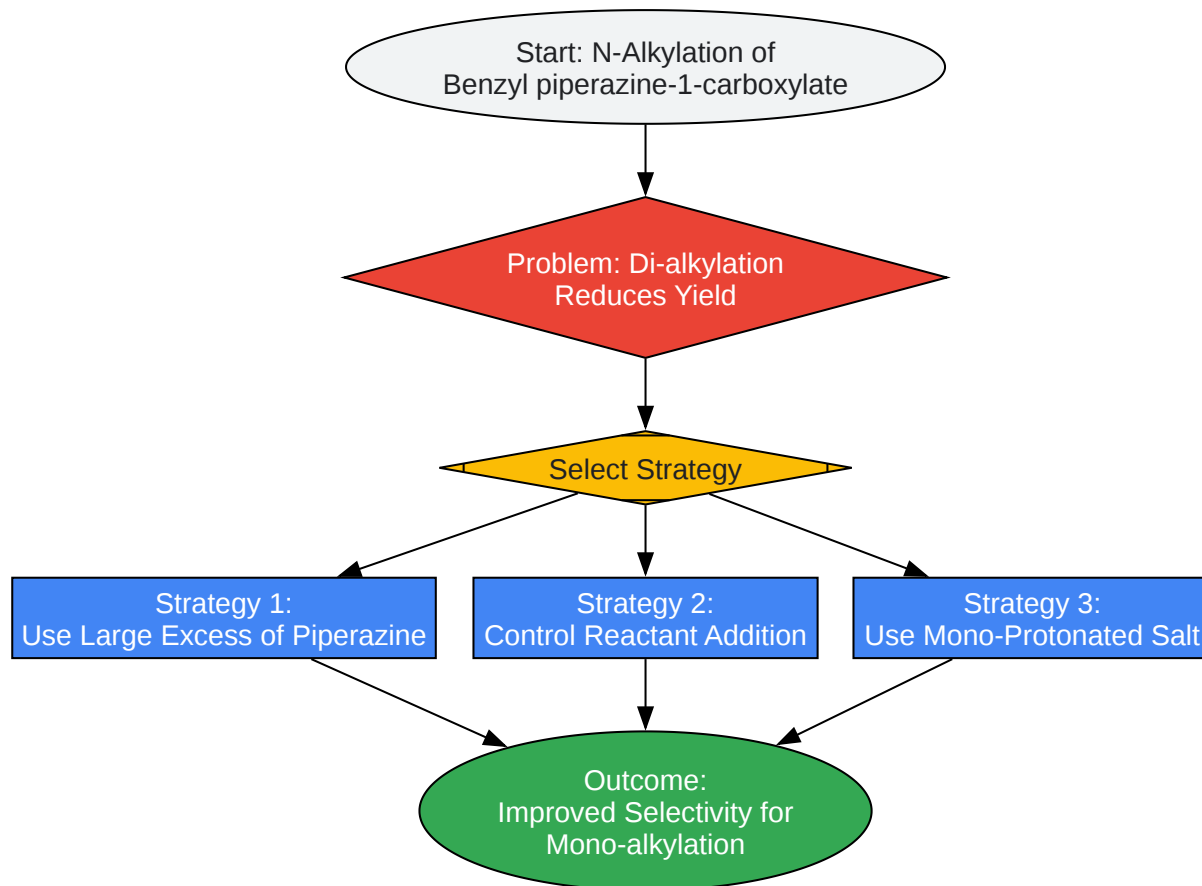 Start: N-Alkylation of
Benzyl piperazine-1-carboxylate
Problem: Di-alkylation
Reduces Yield
Select Strategy
Strategy 1:
Use Large Excess of Piperazine
Strategy 2:
Control Reactant Addition
Strategy 3:
Use Mono-Protonated Salt
Outcome:
Improved Selectivity for
Mono-alkylation